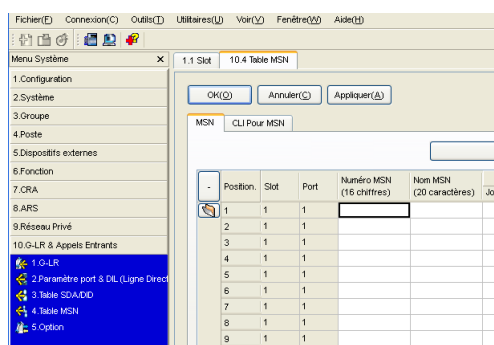 Fichier(F) Connexion(C) Outils(T) Utilitaires(U) Voir(V) Fenêtre(W) Aide(H)
Menu Système
1.1 Slot 10.4 Table MSN
1.Configuration
2.Système
3.Groupe
4.Poste
5.Dispositifs externes
6.Fonction
7.CRA
8.ARS
9.Réseau Privé
10.G-LR & Appels Entrants
1.G-LR
2.Paramètre port & DIL (Ligne Direct
3.Table SDA/DID
4.Table MSN
5.Option
OK(O) Annuler(C) Appliquer(A)
MSN CLI Pour MSN
- Position. Slot Port Numéro MSN (16 chiffres) Nom MSN (20 caractères) Jo
1 1 1
2 1 1
3 1 1
4 1 1
5 1 1
6 1 1
7 1 1
8 1 1
9 1 1